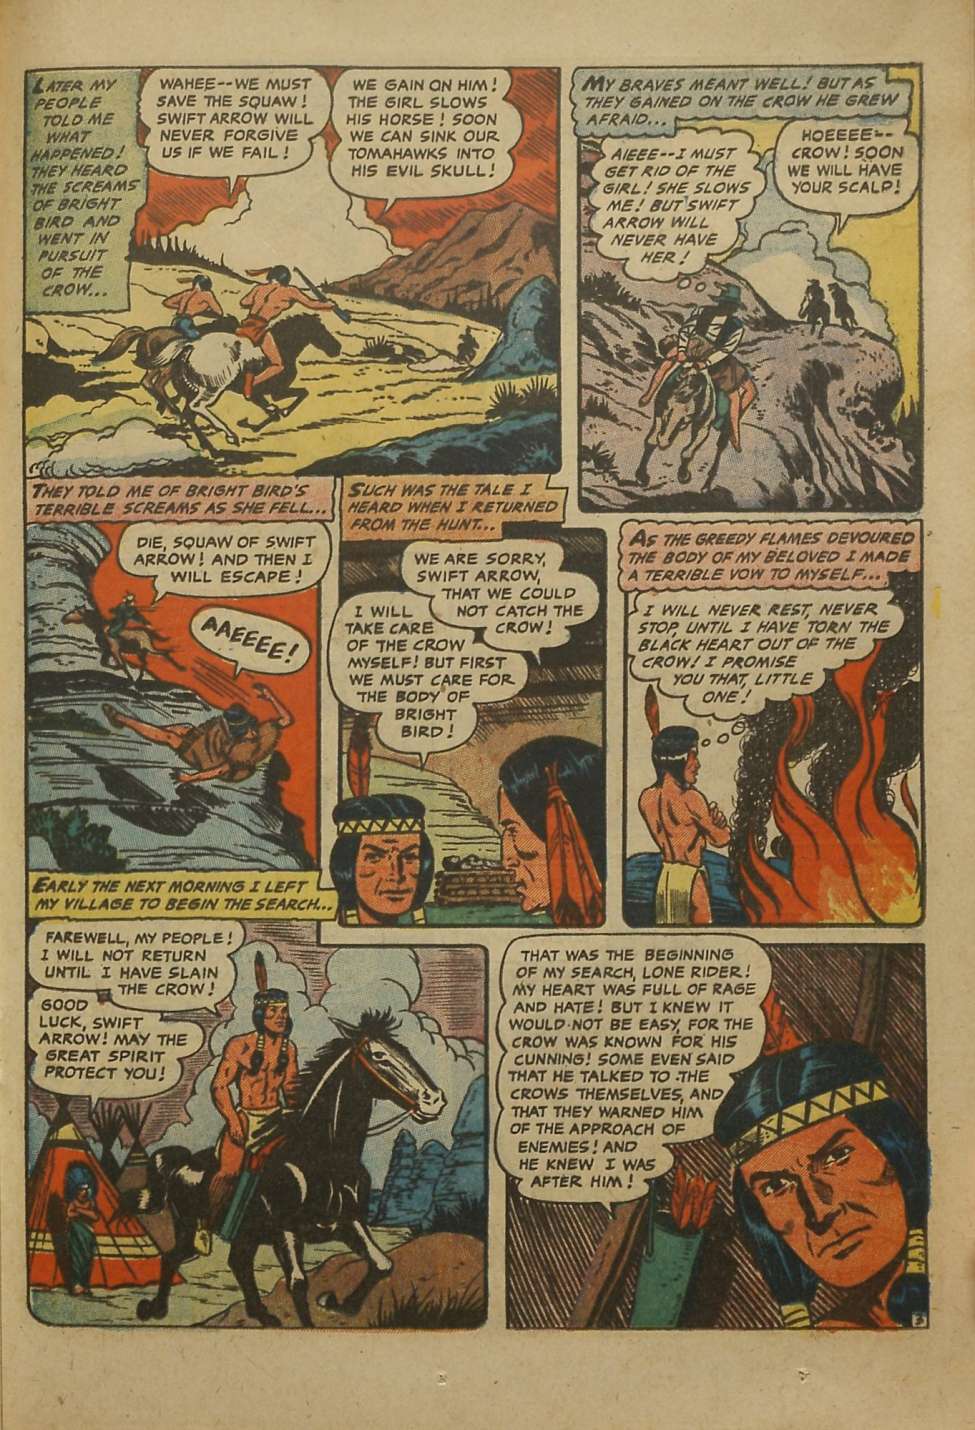 LATER MY
PEOPLE
TOLD ME
WHAT
HAPPENED!
THEY HEARD
THE SCREAMS
OF BRIGHT
BIRD AND
WENT IN
PURSUIT
OF THE
CROW...
WAHEE--WE MUST
SAVE THE SQUAW!
SWIFT ARROW WILL
NEVER FORGIVE
US IF WE FAIL!
WE GAIN ON HIM!
THE GIRL SLOWS
HIS HORSE! SOON
WE CAN SINK OUR
TOMAHAWKS INTO
HIS EVIL SKULL!
MY BRAVES MEANT WELL! BUT AS
THEY GAINED ON THE CROW HE GREW
AFRAID...
AIEEE--I MUST
GET RID OF THE
GIRL! SHE SLOWS
ME! BUT SWIFT
ARROW WILL
NEVER HAVE
HER!
HOEEEE--
CROW! SOON
WE WILL HAVE
YOUR SCALP!
THEY TOLD ME OF BRIGHT BIRD'S
TERRIBLE SCREAMS AS SHE FELL...
DIE, SQUAW OF SWIFT
ARROW! AND THEN I
WILL ESCAPE!
AAEEEE!
SUCH WAS THE TALE I
HEARD WHEN I RETURNED
FROM THE HUNT...
WE ARE SORRY,
SWIFT ARROW,
THAT WE COULD
NOT CATCH THE
CROW!
I WILL
TAKE CARE
OF THE CROW
MYSELF! BUT FIRST
WE MUST CARE FOR
THE BODY OF
BRIGHT
BIRD!
AS THE GREEDY FLAMES DEVOURED
THE BODY OF MY BELOVED I MADE
A TERRIBLE VOW TO MYSELF...
I WILL NEVER REST, NEVER
STOP, UNTIL I HAVE TORN THE
BLACK HEART OUT OF THE
CROW! I PROMISE
YOU THAT, LITTLE
ONE!
EARLY THE NEXT MORNING I LEFT
MY VILLAGE TO BEGIN THE SEARCH...
FAREWELL, MY PEOPLE!
I WILL NOT RETURN
UNTIL I HAVE SLAIN
THE CROW!
GOOD
LUCK, SWIFT
ARROW! MAY THE
GREAT SPIRIT
PROTECT YOU!
THAT WAS THE BEGINNING
OF MY SEARCH, LONE RIDER!
MY HEART WAS FULL OF RAGE
AND HATE! BUT I KNEW IT
WOULD NOT BE EASY, FOR THE
CROW WAS KNOWN FOR HIS
CUNNING! SOME EVEN SAID
THAT HE TALKED TO THE
CROWS THEMSELVES, AND
THAT THEY WARNED HIM
OF THE APPROACH OF
ENEMIES! AND
HE KNEW I WAS
AFTER HIM!